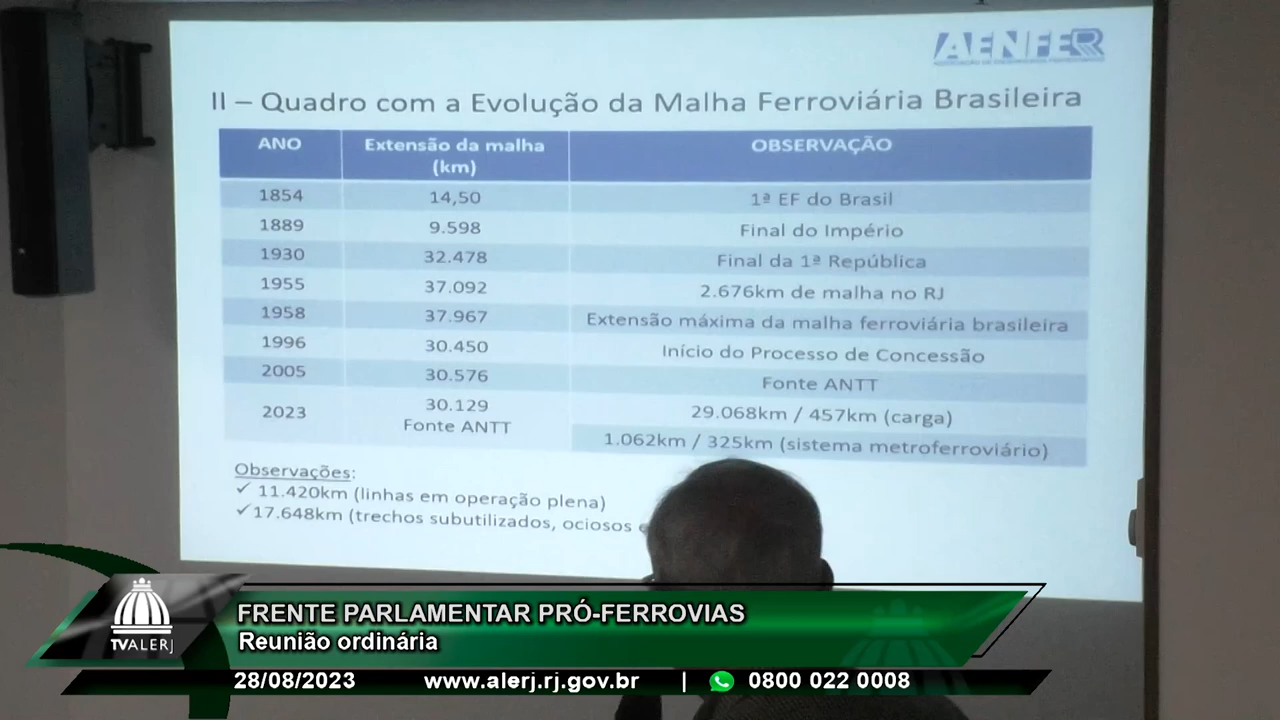 AENFER
II – Quadro com a Evolução da Malha Ferroviária Brasileira
ANO Extensão da malha (km) OBSERVAÇÃO
1854 14,50 1ª EF do Brasil
1889 9.598 Final do Império
1930 32.478 Final da 1ª República
1955 37.092 2.676km de malha no RJ
1958 37.967 Extensão máxima da malha ferroviária brasileira
1996 30.450 Início do Processo de Concessão
2005 30.576 Fonte ANTT
2023 30.129 Fonte ANTT 29.068km / 457km (carga)
1.062km / 325km (sistema metroferroviário)
Observações:
✓ 11.420km (linhas em operação plena)
✓ 17.648km (trechos subutilizados, ociosos
FRENTE PARLAMENTAR PRÓ-FERROVIAS
Reunião ordinária
TVALERJ
28/08/2023 www.alerj.rj.gov.br | 0800 022 0008